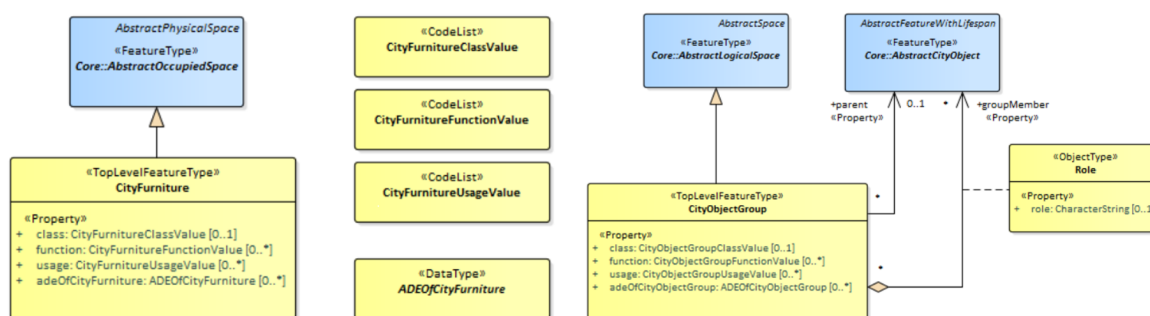 AbstractPhysicalSpace
«FeatureType»
Core::AbstractOccupiedSpace
«TopLevelFeatureType»
CityFurniture
«Property»
+ class: CityFurnitureClassValue [0..1]
+ function: CityFurnitureFunctionValue [0..*]
+ usage: CityFurnitureUsageValue [0..*]
+ adeOfCityFurniture: ADEOfCityFurniture [0..*]
«CodeList»
CityFurnitureClassValue
«CodeList»
CityFurnitureFunctionValue
«CodeList»
CityFurnitureUsageValue
«DataType»
ADEOfCityFurniture
AbstractSpace
«FeatureType»
Core::AbstractLogicalSpace
AbstractFeatureWithLifespan
«FeatureType»
Core::AbstractCityObject
+parent
«Property»
0..1
*
+groupMember
«Property»
«ObjectType»
Role
«Property»
+ role: CharacterString [0..1
«TopLevelFeatureType»
CityObjectGroup
«Property»
+ class: CityObjectGroupClassValue [0..1]
+ function: CityObjectGroupFunctionValue [0..*]
+ usage: CityObjectGroupUsageValue [0..*]
+ adeOfCityObjectGroup: ADEOfCityObjectGroup [0..*]
*
*